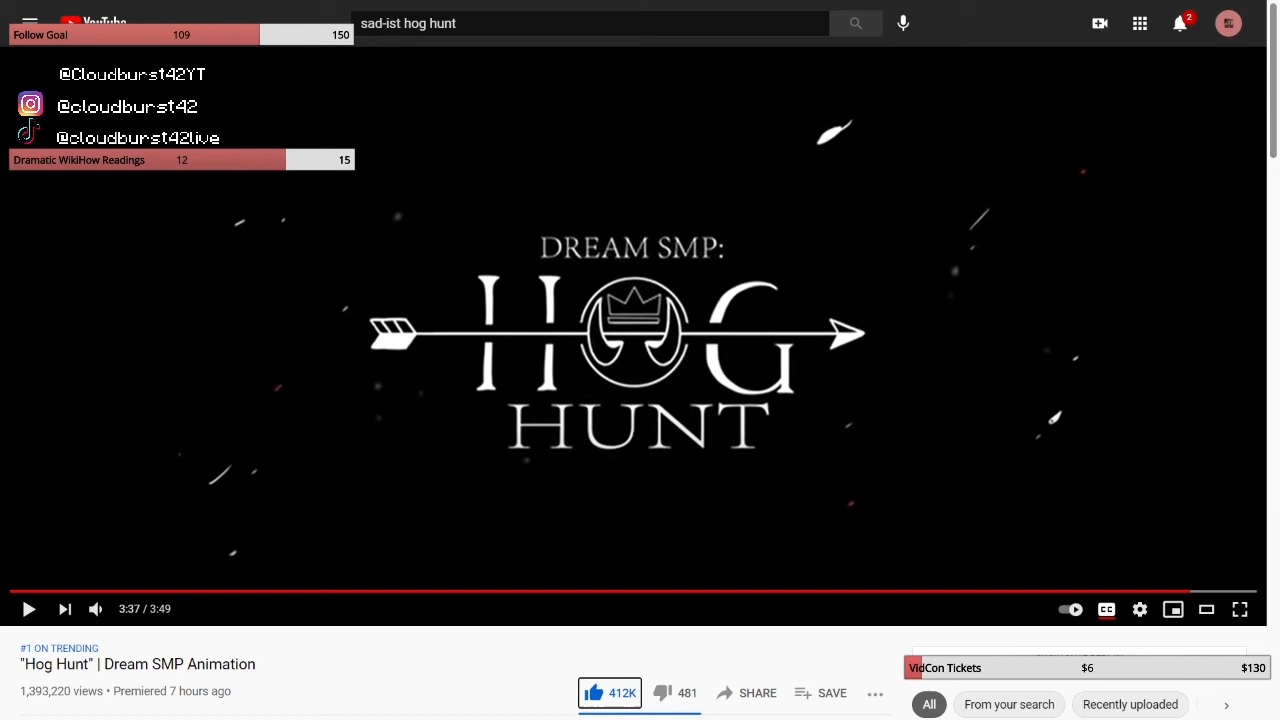 YouTube
sad-ist hog hunt
2
Follow Goal 109 150
@Cloudburst42YT
@cloudburst42
@cloudburst42live
Dramatic WikiHow Readings 12 15
DREAM SMP:
HOG
HUNT
3:37 / 3:49
CC
#1 ON TRENDING
"Hog Hunt" | Dream SMP Animation
1,393,220 views • Premiered 7 hours ago
412K 481 SHARE SAVE
VidCon Tickets $6 $130
All From your search Recently uploaded